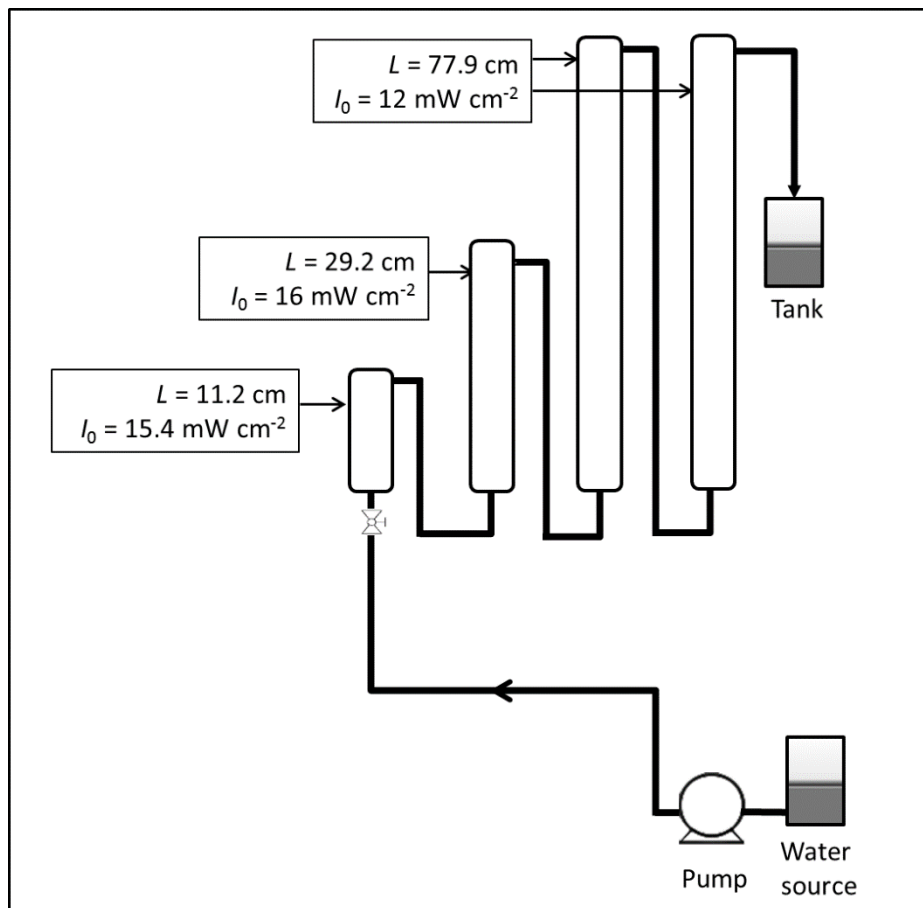 L = 77.9 cm
I₀ = 12 mW cm⁻²
L = 29.2 cm
I₀ = 16 mW cm⁻²
Tank
L = 11.2 cm
I₀ = 15.4 mW cm⁻²
Pump
Water
source